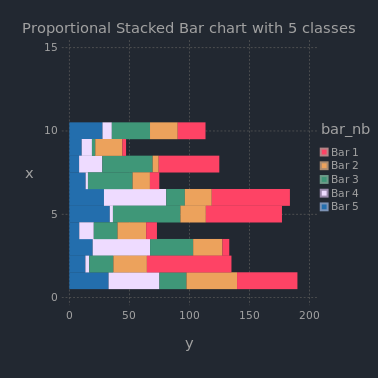 Proportional Stacked Bar chart with 5 classes
15
10
5
0
x
0 50 100 150 200
y
bar_nb
Bar 1
Bar 2
Bar 3
Bar 4
Bar 5